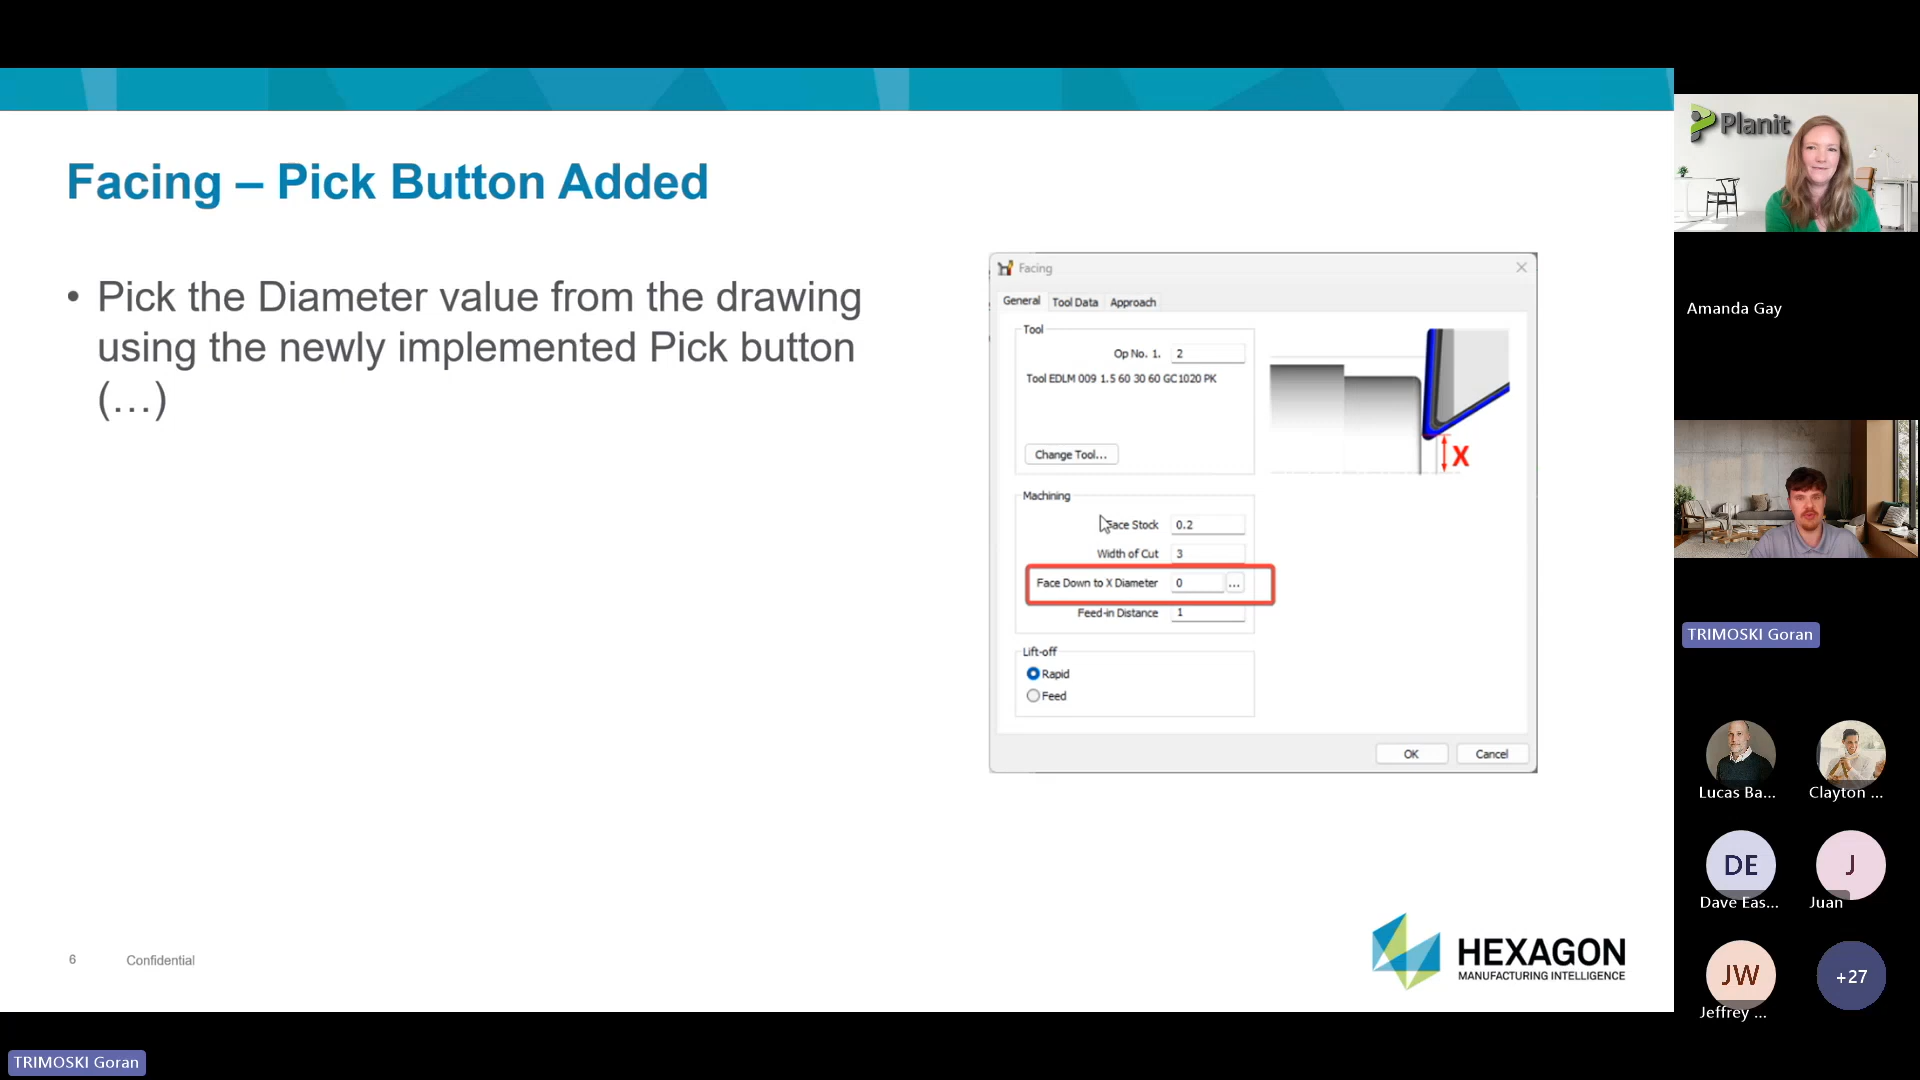 Facing – Pick Button Added
• Pick the Diameter value from the drawing
using the newly implemented Pick button
(…)
Facing
General Tool Data Approach
Tool
Op No. 1. 2
Tool EDLM 009 1.5 60 30 60 GC1020 PK
Change Tool...
X
Machining
Face Stock 0.2
Width of Cut 3
Face Down to X Diameter 0 ...
Feed-in Distance 1
Lift-off
Rapid
Feed
OK Cancel
6 Confidential
HEXAGON
MANUFACTURING INTELLIGENCE
TRIMOSKI Goran
Planit
Amanda Gay
TRIMOSKI Goran
Lucas Ba... Clayton ...
DE J
Dave Eas... Juan
JW +27
Jeffrey ...